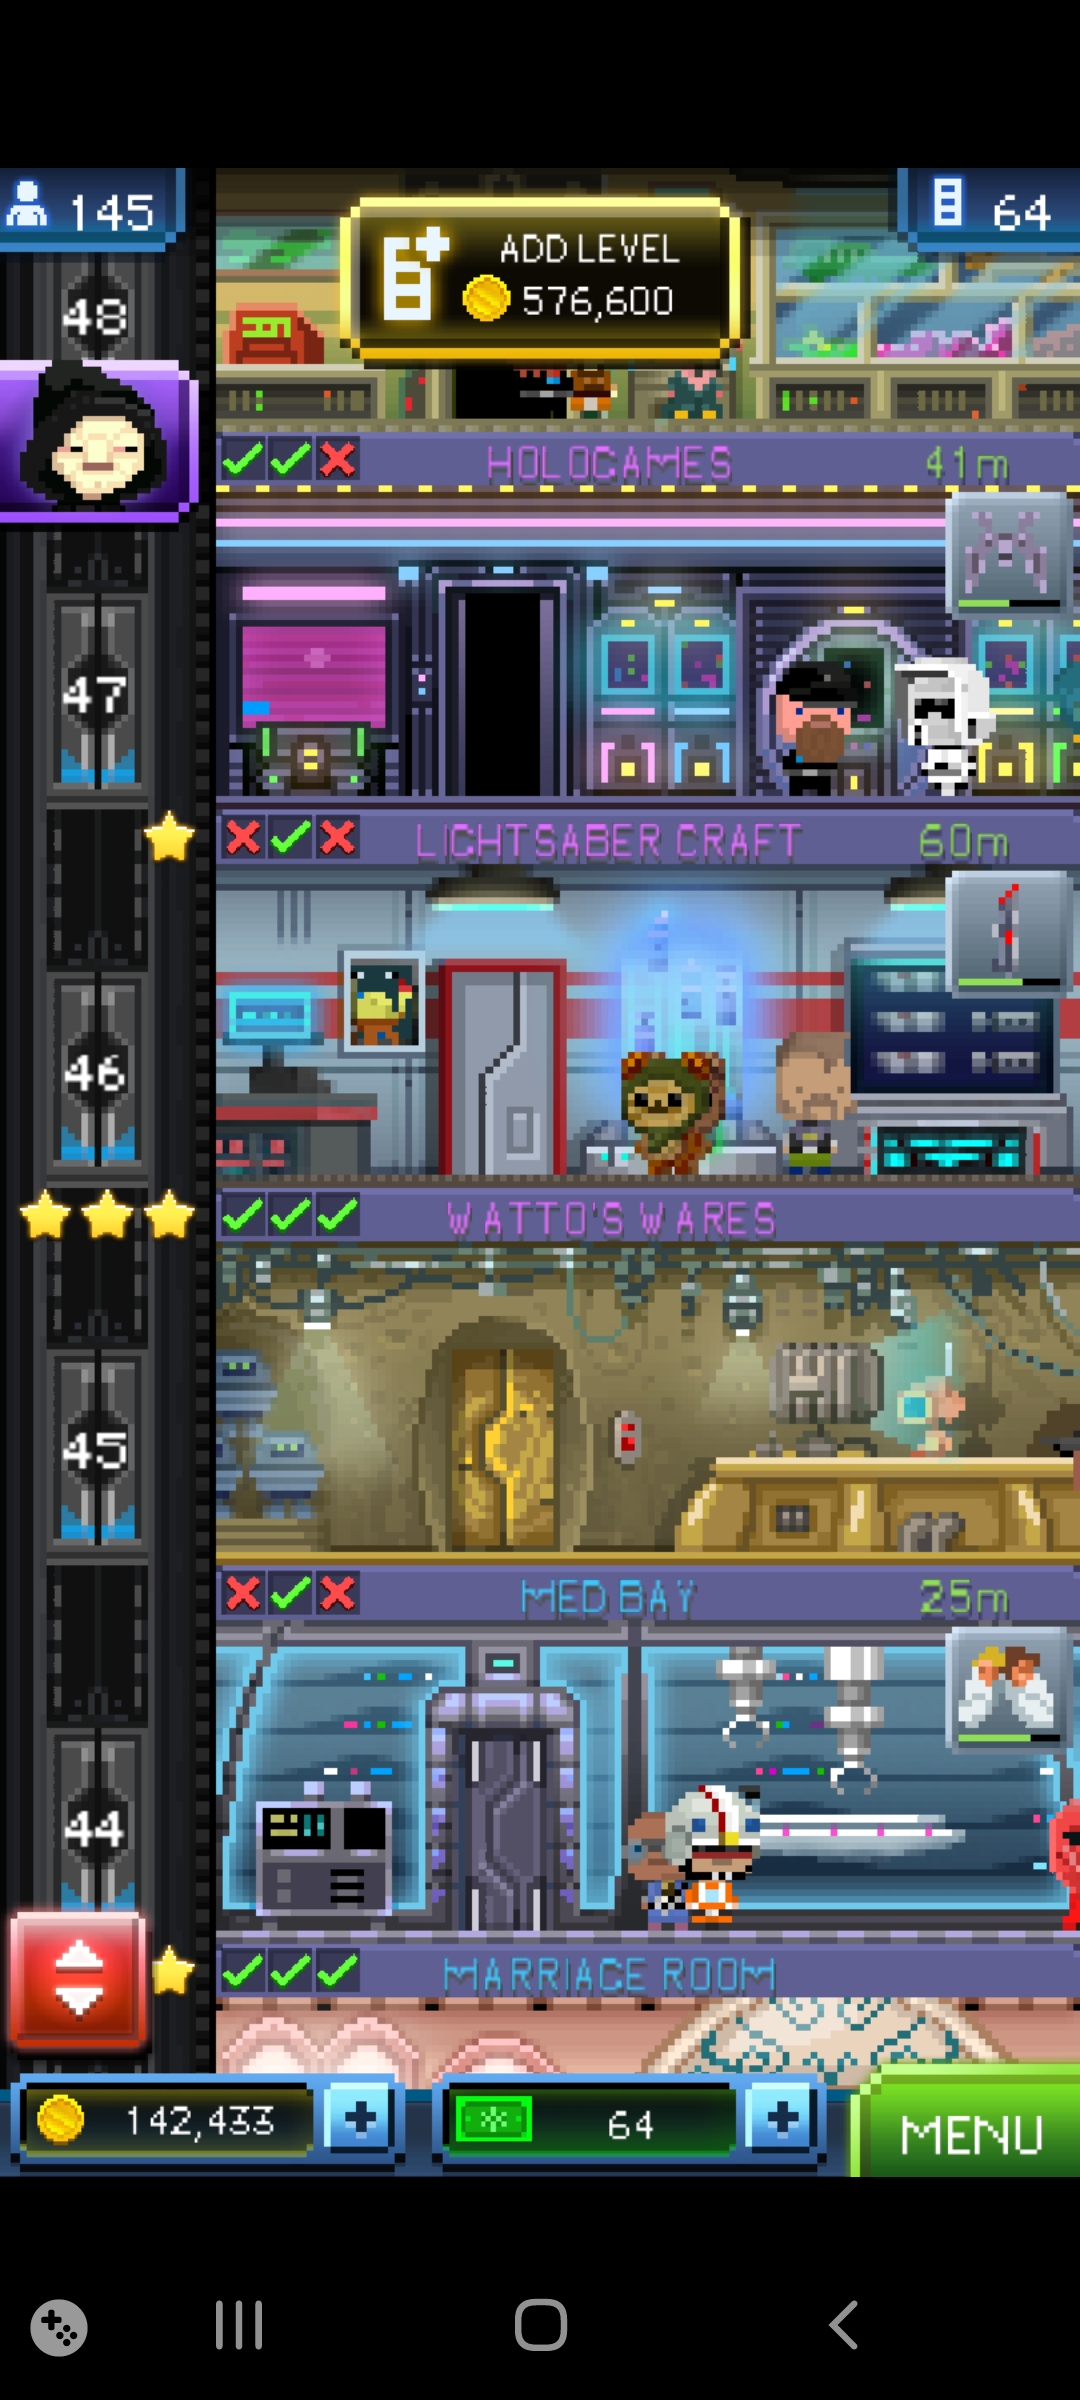 145
ADD LEVEL
576,600
64
48
HOLOGAMES
41m
47
LIGHTSABER CRAFT
60m
46
WATTO'S WARES
45
MED BAY
25m
44
MARRIAGE ROOM
142,433
64
MENU